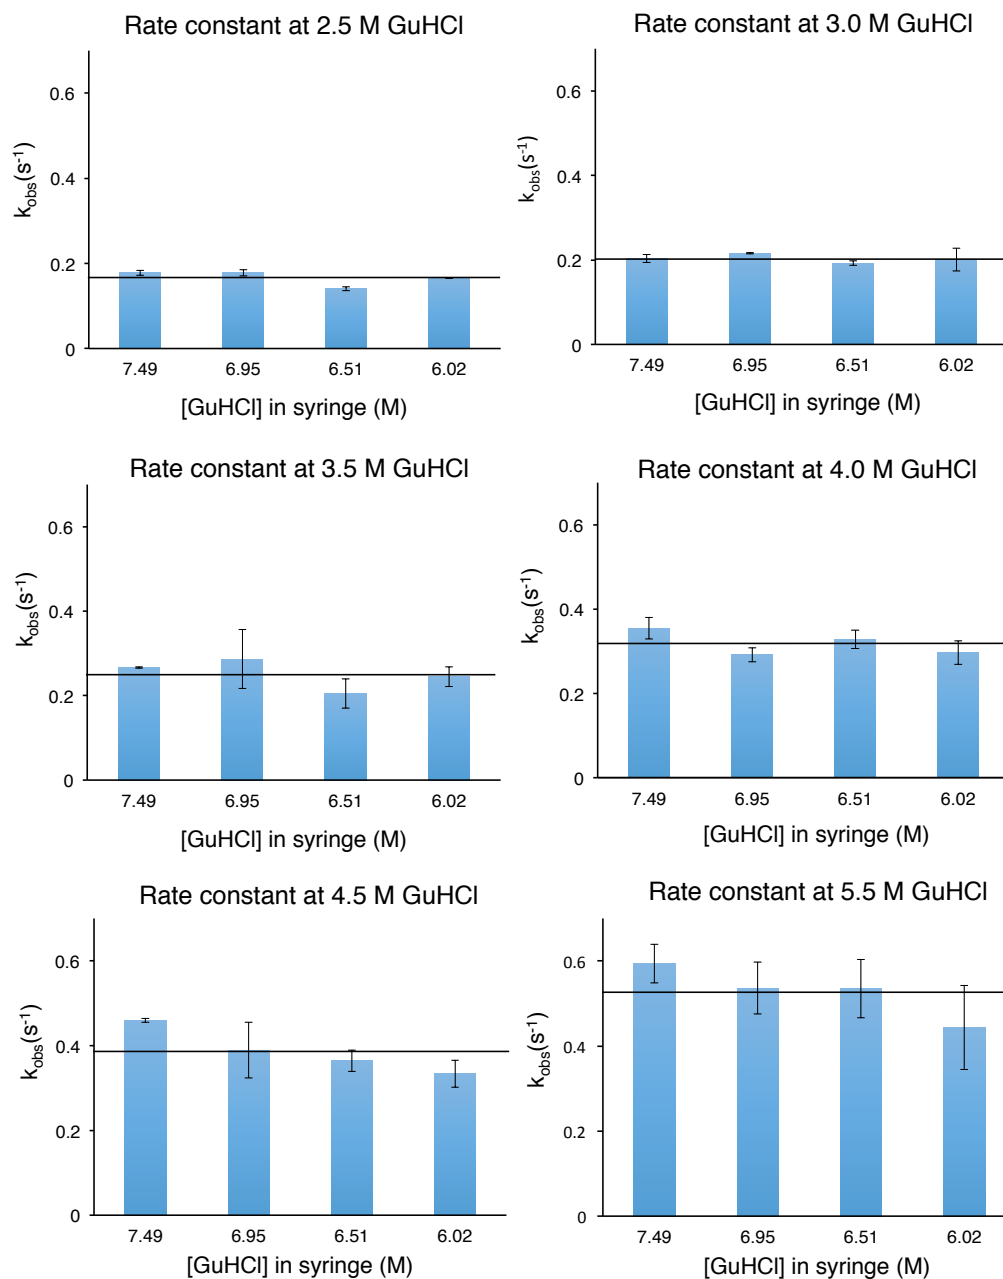 Rate constant at 2.5 M GuHCl
0.6
0.4
0.2
0
kobs(s-1)
7.49 6.95 6.51 6.02
[GuHCl] in syringe (M)
Rate constant at 3.0 M GuHCl
0.6
0.4
0.2
0
kobs(s-1)
7.49 6.95 6.51 6.02
[GuHCl] in syringe (M)
Rate constant at 3.5 M GuHCl
0.6
0.4
0.2
0
kobs(s-1)
7.49 6.95 6.51 6.02
[GuHCl] in syringe (M)
Rate constant at 4.0 M GuHCl
0.6
0.4
0.2
0
kobs(s-1)
7.49 6.95 6.51 6.02
[GuHCl] in syringe (M)
Rate constant at 4.5 M GuHCl
0.6
0.4
0.2
0
kobs(s-1)
7.49 6.95 6.51 6.02
[GuHCl] in syringe (M)
Rate constant at 5.5 M GuHCl
0.6
0.4
0.2
0
kobs(s-1)
7.49 6.95 6.51 6.02
[GuHCl] in syringe (M)